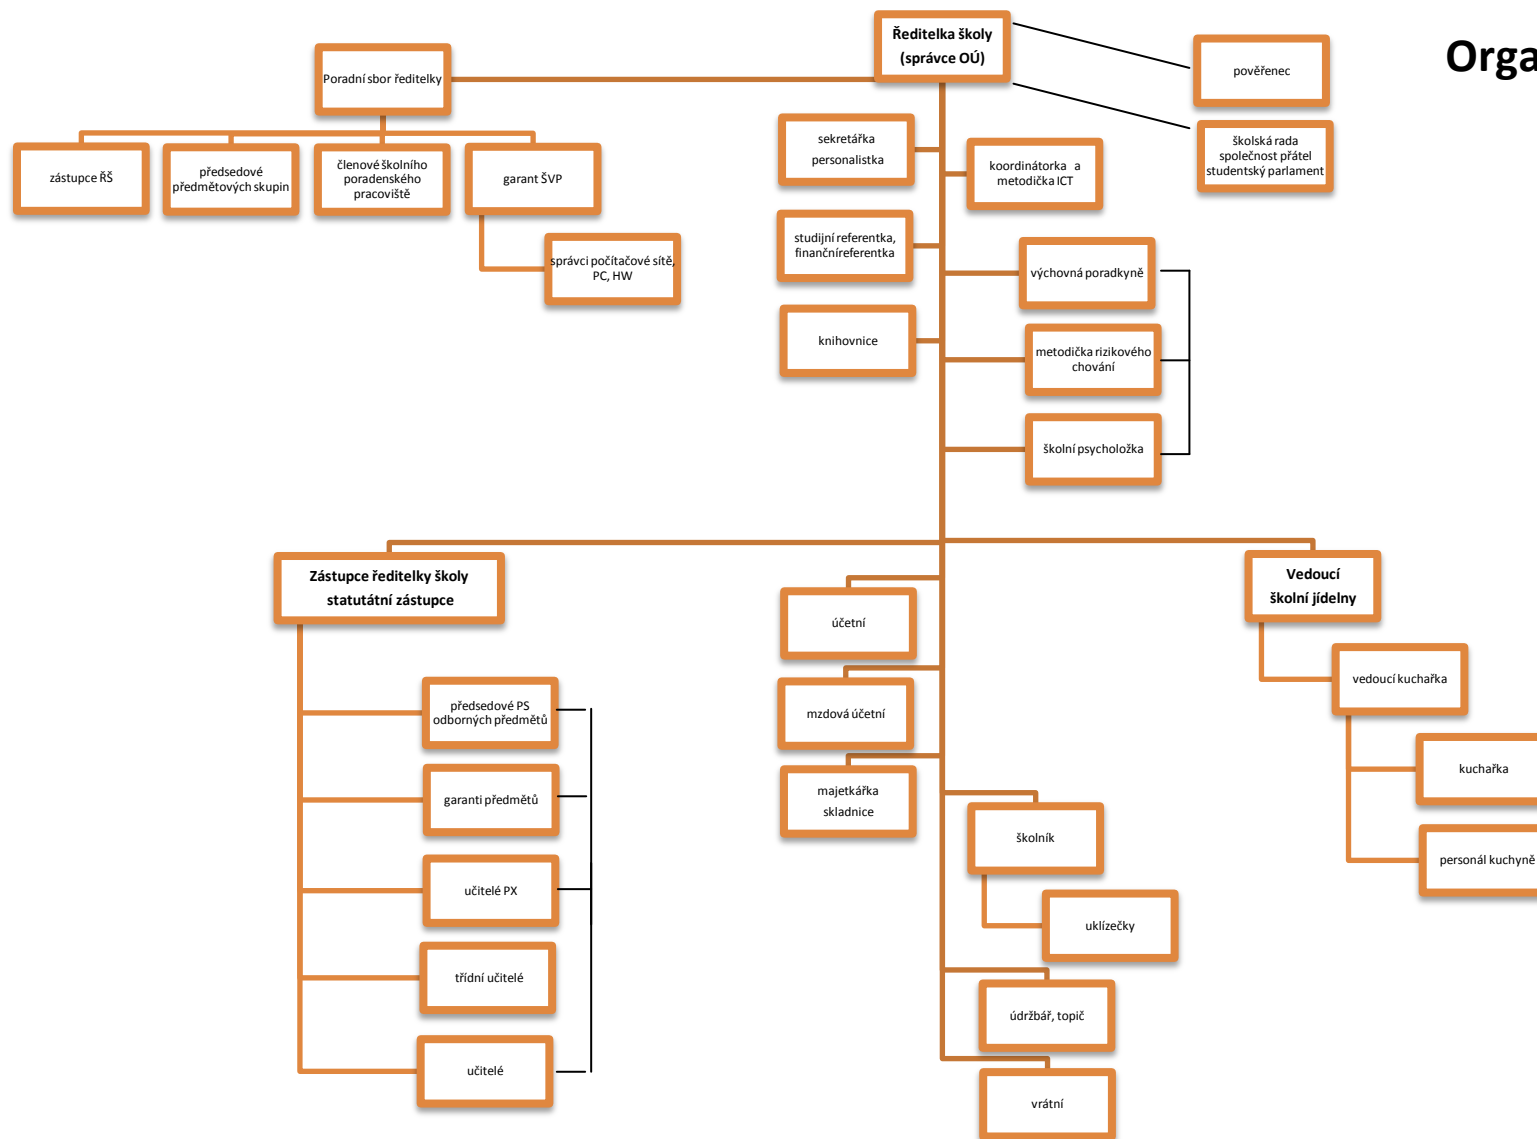 Ředitelka školy
(správce OÚ)
Orga
Poradní sbor ředitelky
pověřenec
sekretářka
personalistka
školská rada
společnost přátel
studentský parlament
zástupce ŘŠ
předsedové
předmětových skupin
členové školního
poradenského
pracoviště
garant ŠVP
koordinátorka a
metodička ICT
studijní referentka,
finančníreferentka
správci počítačové sítě,
PC, HW
výchovná poradkyně
knihovnice
metodička rizikového
chování
školní psycholožka
Zástupce ředitelky školy
statutátní zástupce
Vedoucí
školní jídelny
účetní
vedoucí kuchařka
předsedové PS
odborných předmětů
mzdová účetní
kuchařka
garanti předmětů
majetkářka
skladnice
školník
personál kuchyně
učitelé PX
uklízečky
třídní učitelé
údržbář, topič
učitelé
vrátní